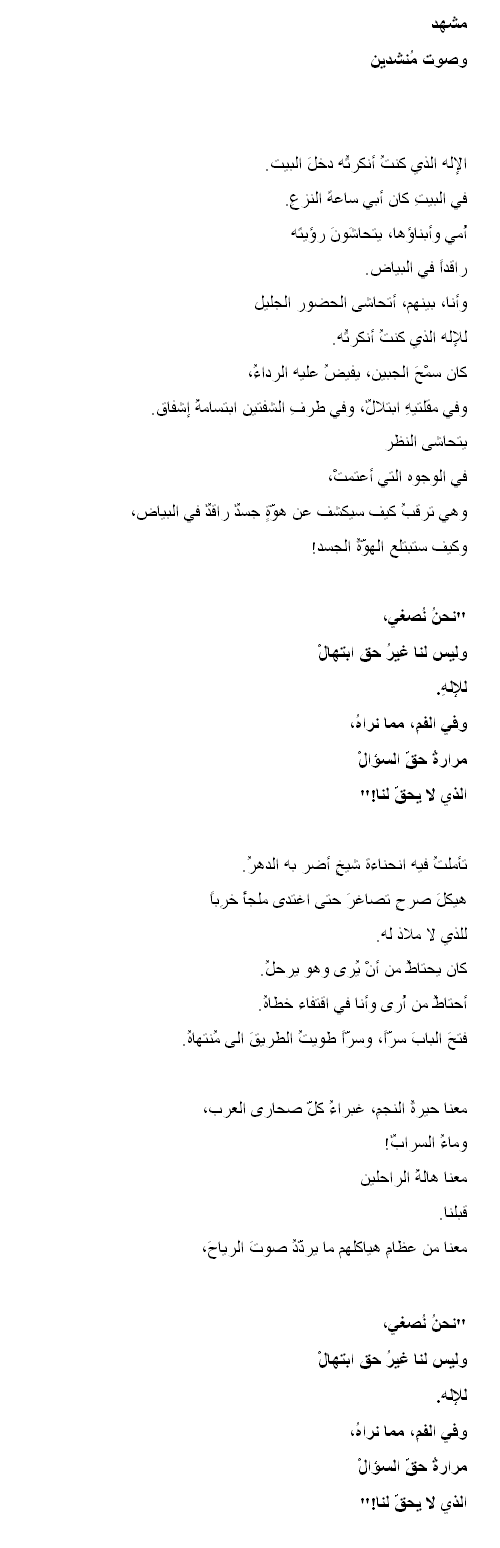 مشهد
وصوت مُنشدين
الإله الذي كنتُ أنكرتُه دخلَ البيت.
في البيتِ كان أبي ساعةَ النزع.
أمي وأبناؤها، يتحاشَونَ رؤيتَه
راقداً في البياض.
وأنا، بينهم، أتحاشى الحضور الجليل
للإله الذي كنتُ أنكرتُه.
كان سمْحَ الجبين، يفيضُ عليه الرداءُ،
وفي مقلتيهِ ابتلالٌ، وفي طرفِ الشفتين ابتسامةُ إشفاق.
يتحاشى النظر
في الوجوه التي أعتمتْ،
وهي ترقبُ كيف سيكشف عن هوّةٍ جسدٌ راقدٌ في البياض،
وكيف ستبتلع الهوّةُ الجسد!
"نحنُ نُصغي،
وليس لنا غيرُ حق ابتهالْ
للإلهِ.
وفي الفم، مما نراهُ،
مرارةُ حقّ السؤالْ
الذي لا يحقّ لنا!"
تأملتُ فيه انحناءة شيخٍ أضر به الدهرُ.
هيكلَ صرحٍ تصاغرَ حتى اغتدى ملجأً خرِباً
للذي لا ملاذ له.
كان يحتاطُ من أنْ يُرى وهو يرحلُ.
أحتاطُ من أُرى وأنا في اقتفاء خطاهُ.
فتحَ البابَ سرّاً، وسرّاً طويتُ الطريقَ الى مُنتهاهُ.
معنا حيرةُ النجم، غبراءُ كلّ صحارى العرب،
وماءُ السرابْ!
معنا هالةُ الراحلين
قبلنا.
معنا من عظامِ هياكلهم ما يردّدُ صوتَ الرياحَ،
"نحنُ نُصغي،
وليس لنا غيرُ حق ابتهالْ
للإله.
وفي الفم، مما نراهُ،
مرارةُ حقّ السؤالْ
الذي لا يحقّ لنا!"